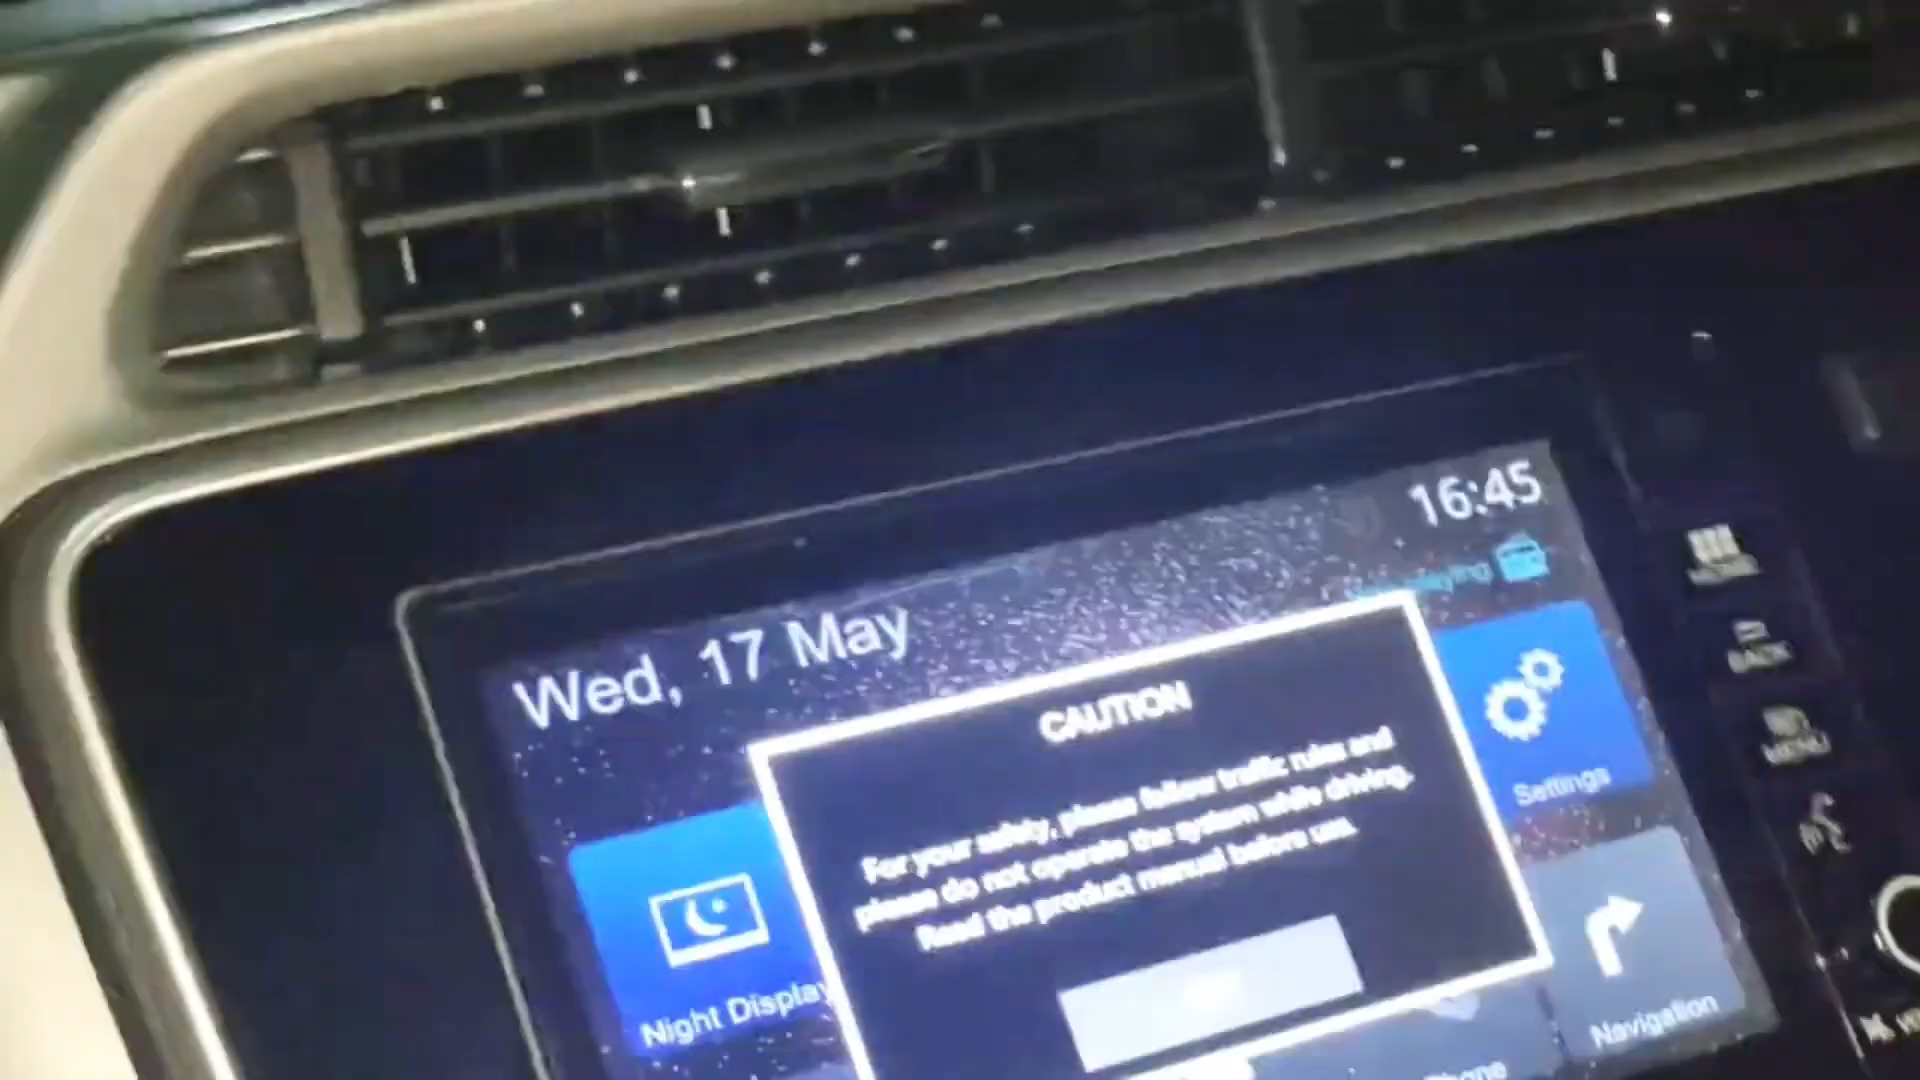 16:45
Wed, 17 May
CAUTION
For your safety, please follow traffic rules and
please do not operate the system while driving.
Read the product manual before use.
Settings
Night Display
Navigation
Phone
BACK
MENU